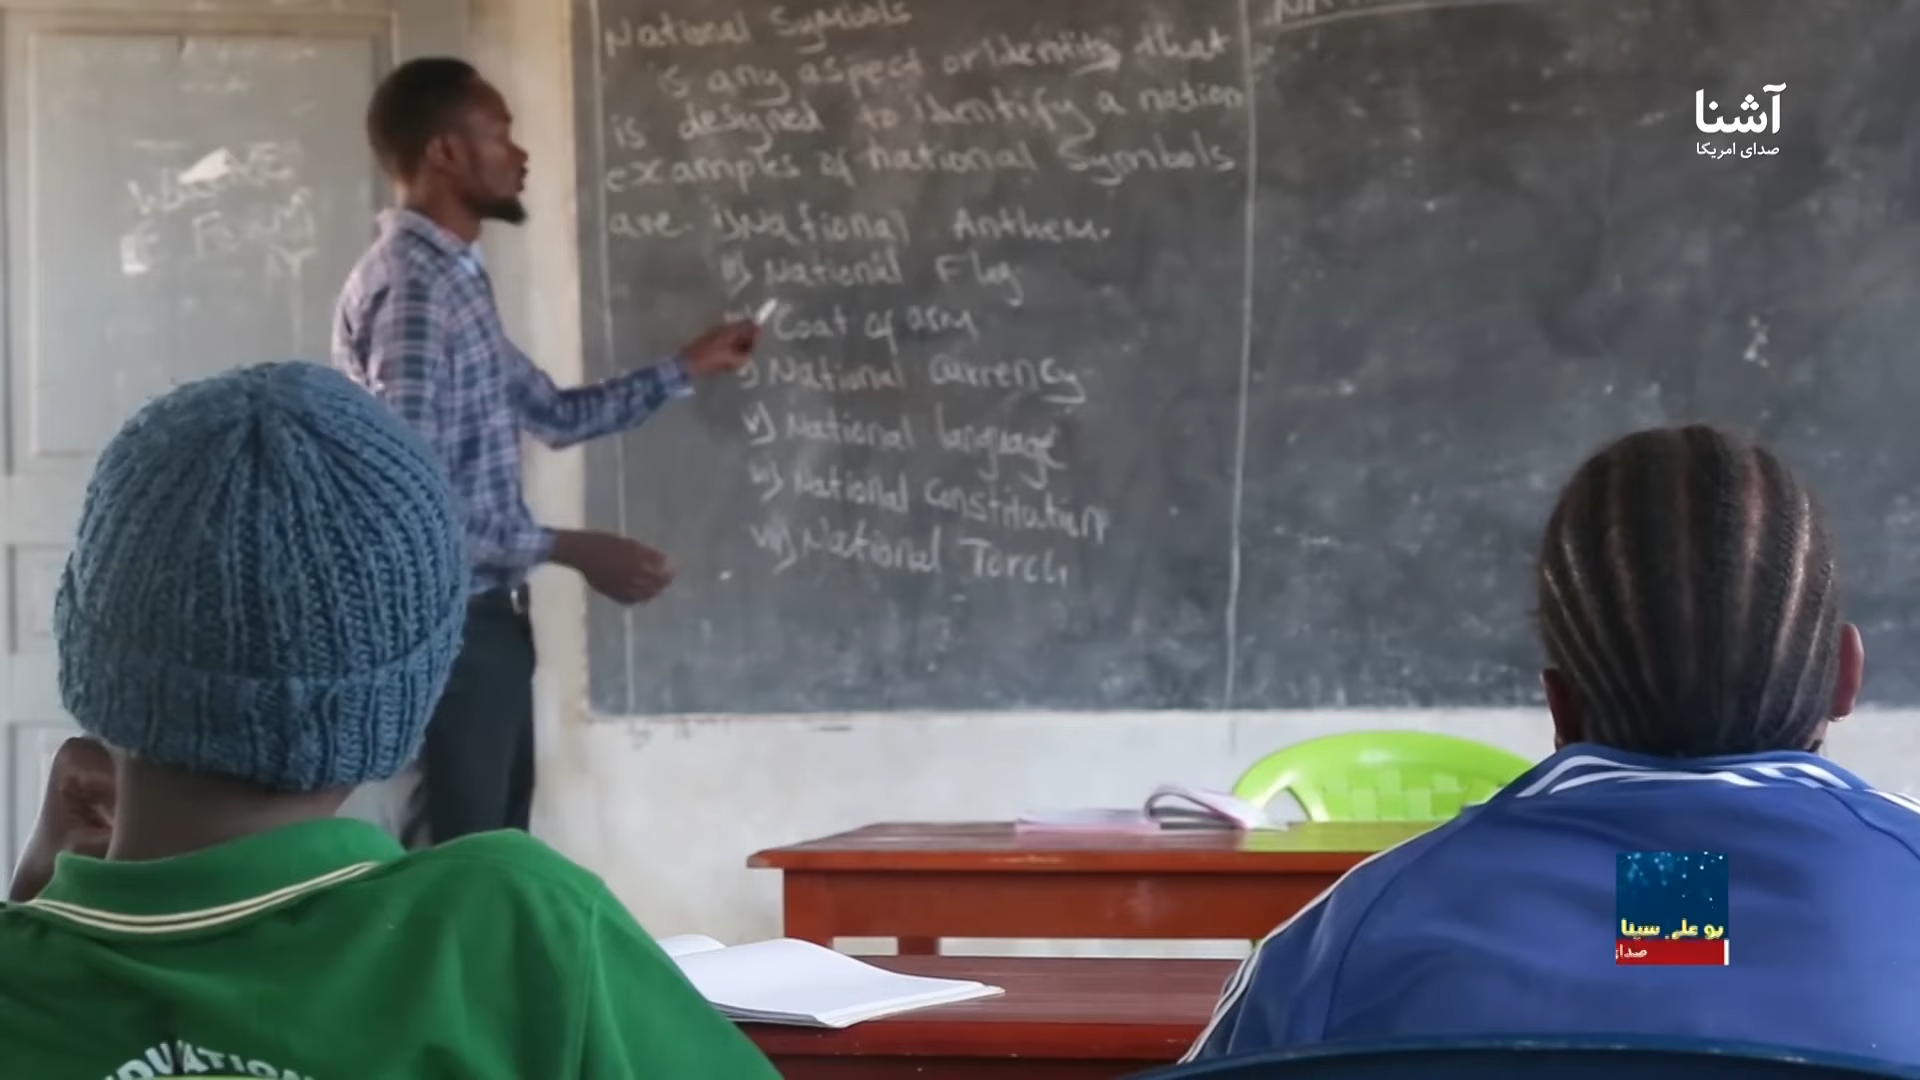 National Symbols
is any aspect or identity that
is designed to identify a nation
examples of national Symbols
are. i) National Anthem.
ii) National Flag
Coat of arm
National Currency
v) National language
vi) National Constitution
vii) National Torch
WELCOME
آشنا
صدای امریکا
بو علی سینا
صدای